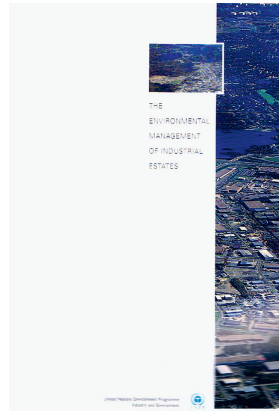 THE
ENVIRONMENTAL
MANAGEMENT
OF INDUSTRIAL
ESTATES
United Nations Environment Programme
Industry and Environment